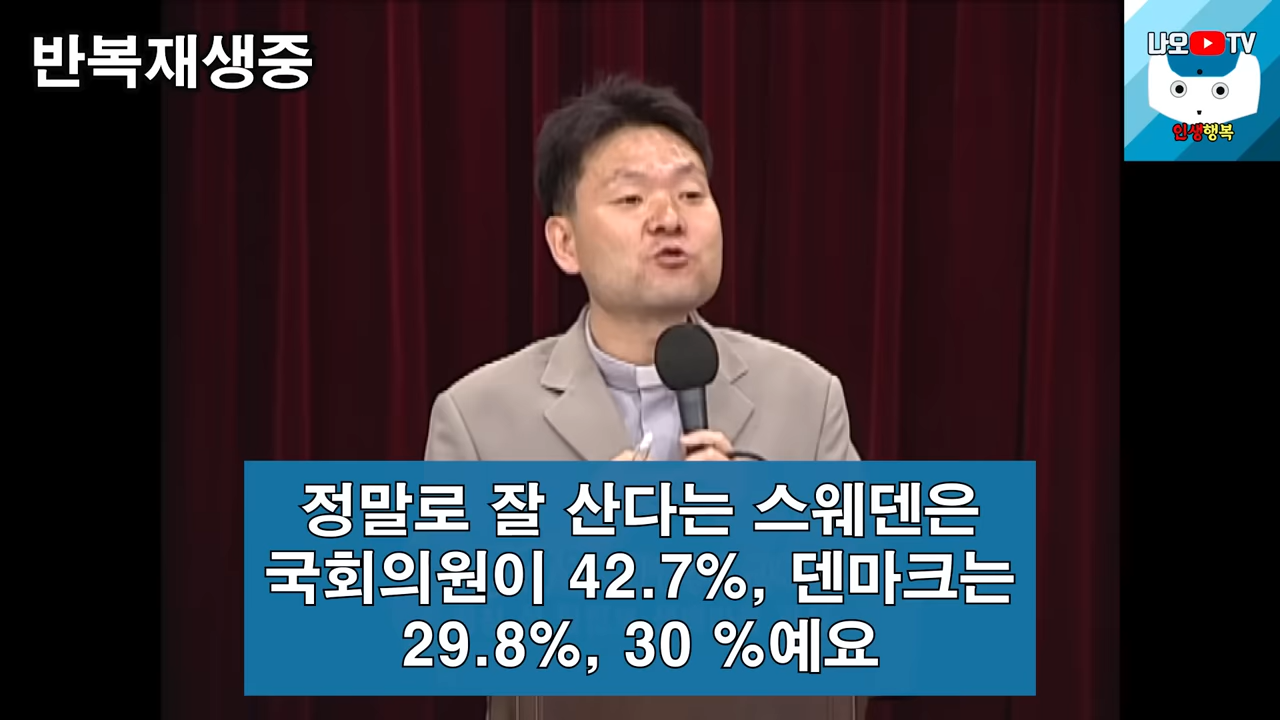 반복재생중
나오 TV
인생행복
정말로 잘 산다는 스웨덴은
국회의원이 42.7%, 덴마크는
29.8%, 30 %예요